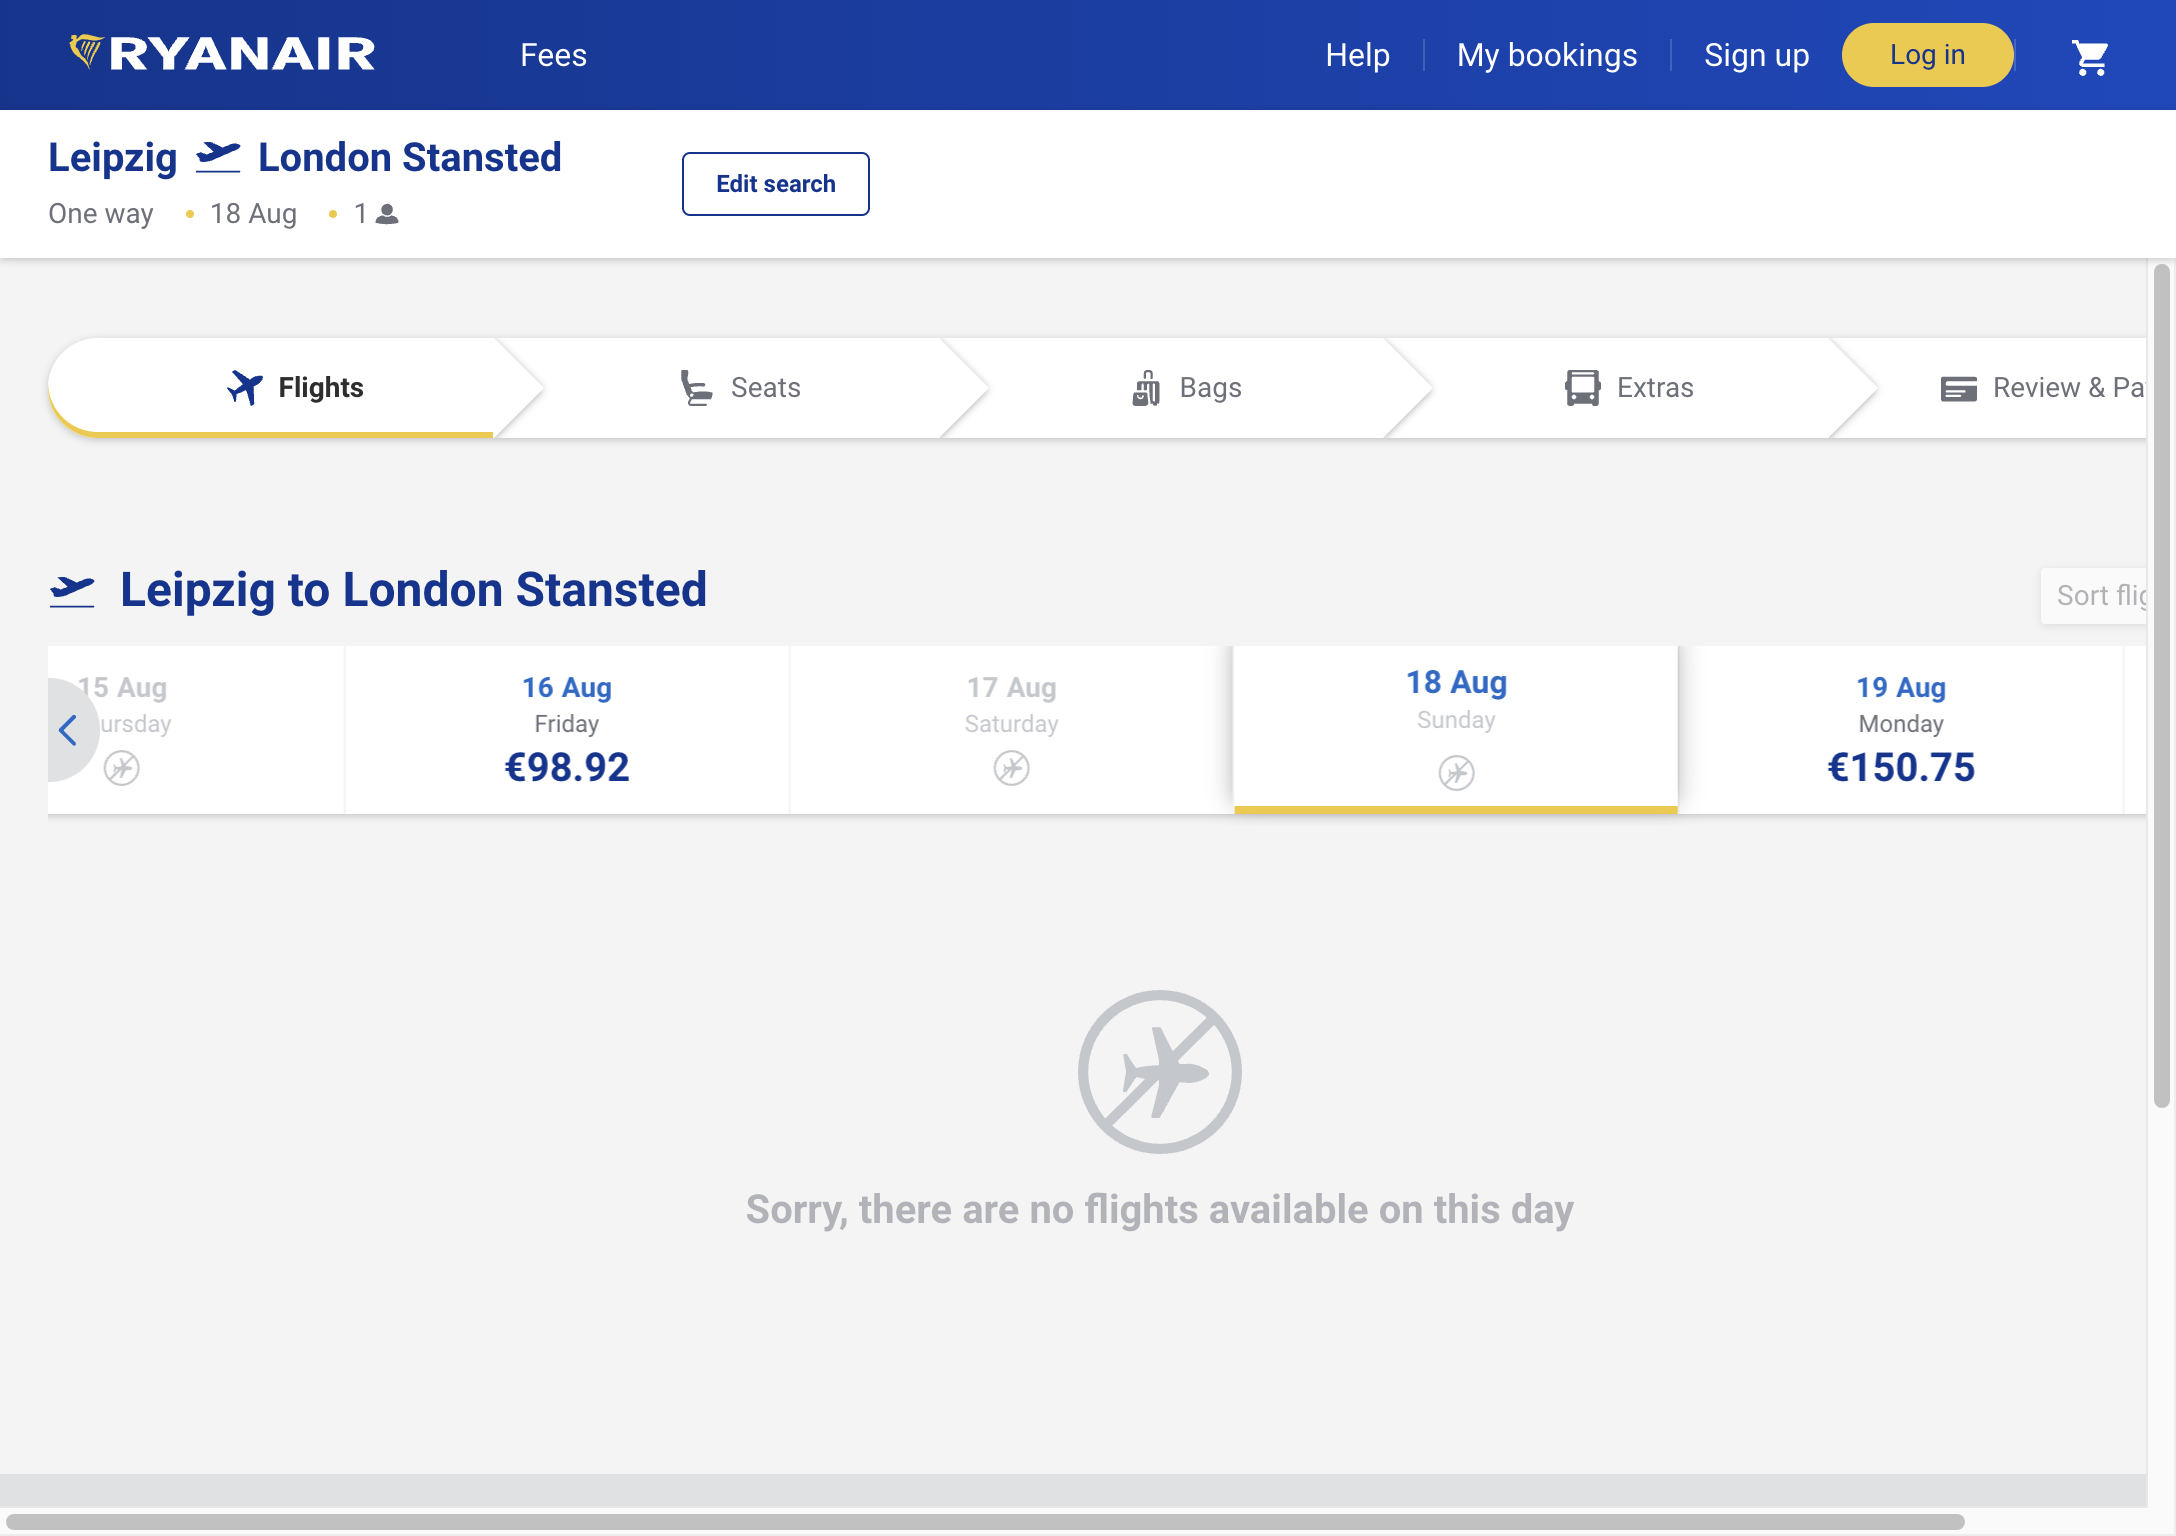 RYANAIR Fees Help My bookings Sign up Log in
Leipzig London Stansted
Edit search
One way • 18 Aug • 1
Flights Seats Bags Extras Review & Pa
Leipzig to London Stansted
Sort flig
15 Aug 16 Aug 17 Aug 18 Aug 19 Aug
ursday Friday Saturday Sunday Monday
€98.92 €150.75
Sorry, there are no flights available on this day